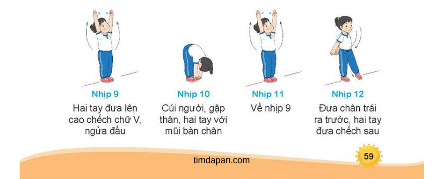 Nhịp 9
Hai tay đưa lên
cao chếch chữ V,
ngửa đầu
Nhịp 10
Cúi người, gập
thân, hai tay với
mũi bàn chân
Nhịp 11
Về nhịp 9
Nhịp 12
Đưa chân trái
ra trước, hai tay
đưa chếch sau
59
timdapan.com